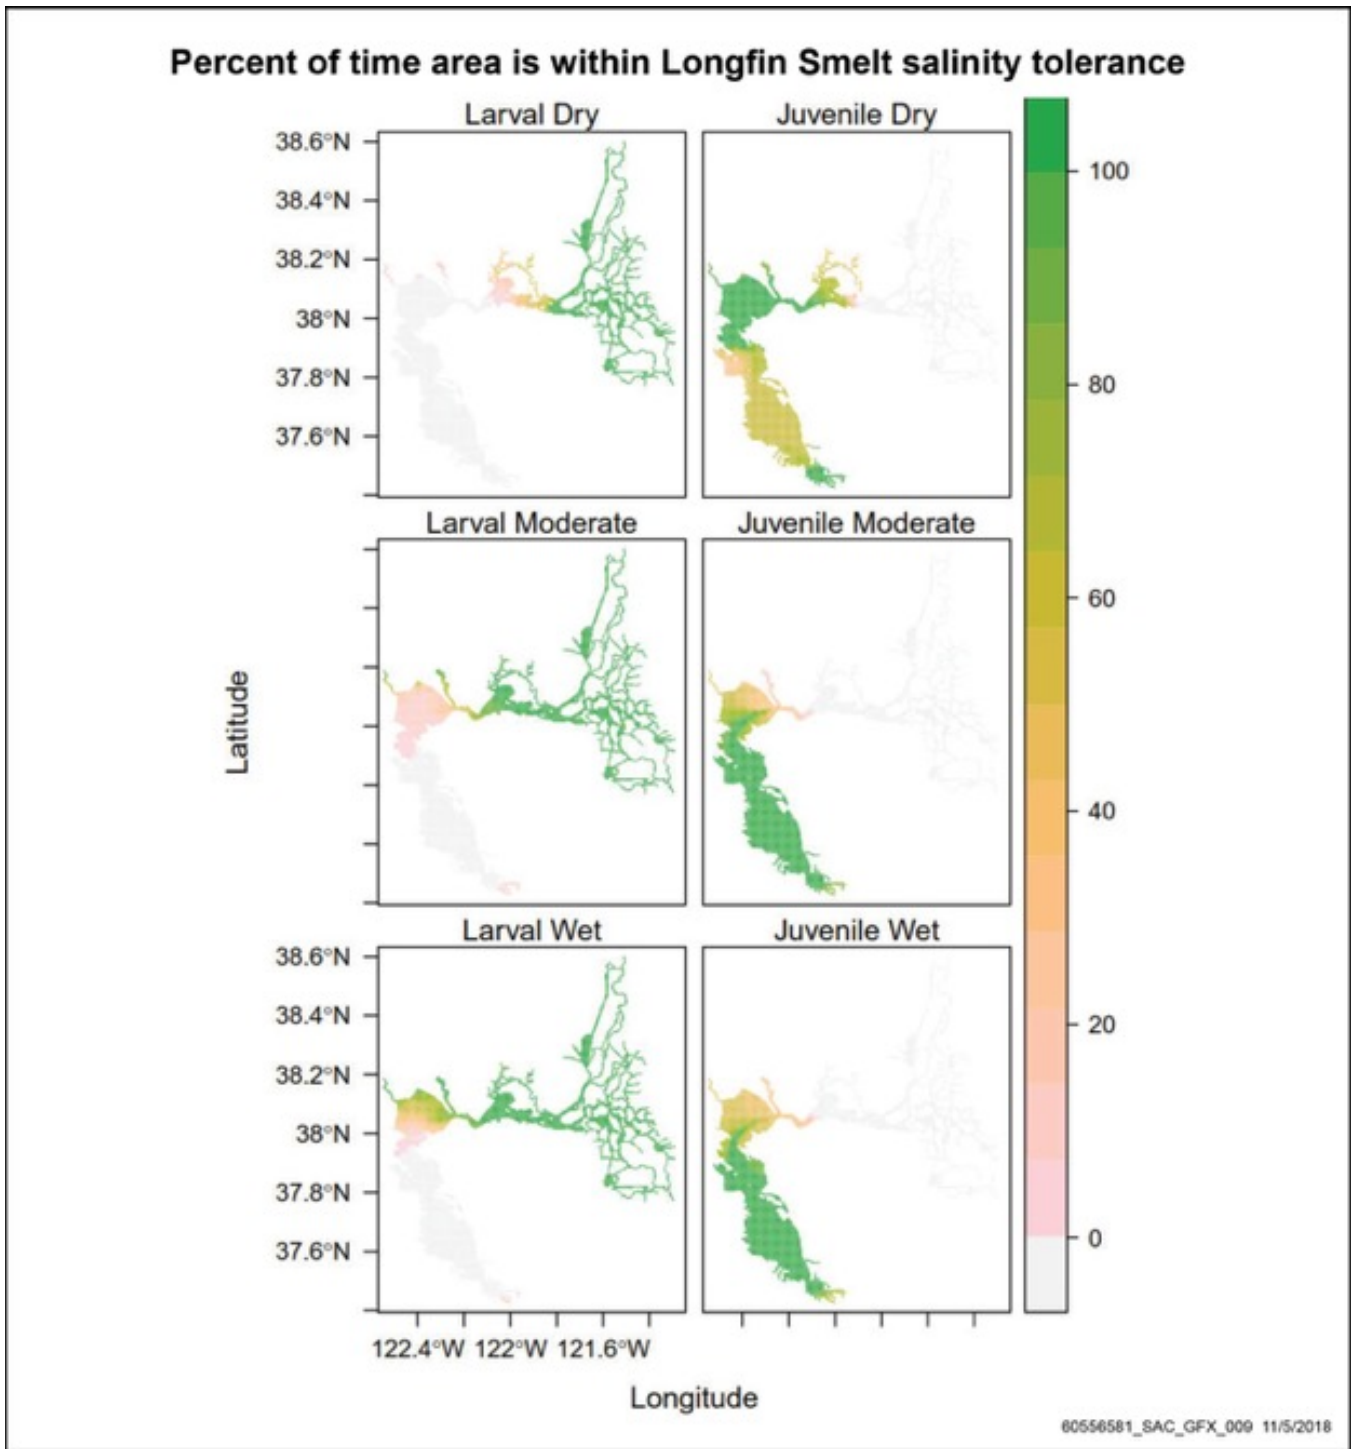 Percent of time area is within Longfin Smelt salinity tolerance
Larval Dry
Juvenile Dry
38.6°N
38.4°N
38.2°N
38°N
37.8°N
37.6°N
Larval Moderate
Juvenile Moderate
Latitude
Larval Wet
Juvenile Wet
38.6°N
38.4°N
38.2°N
38°N
37.8°N
37.6°N
122.4°W 122°W 121.6°W
Longitude
100
80
60
40
20
0
60556581_SAC_GFX_009 11/5/2018